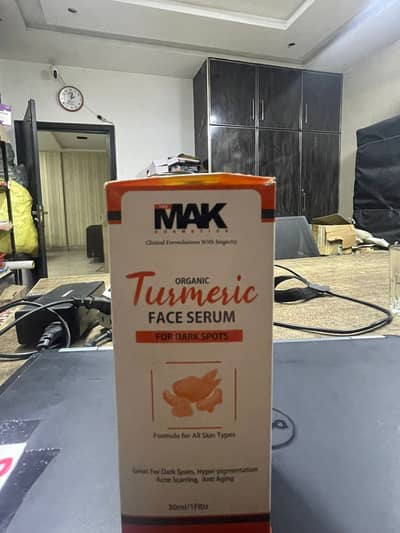 MAK
COSMETICS
Clinical Formulations With Integrity
ORGANIC
Turmeric
FACE SERUM
FOR DARK SPOTS
Formula for All Skin Types
Great For Dark Spots, Hyper pigmentation
Acne Scarring, Anti Aging
30ml/1FlOz